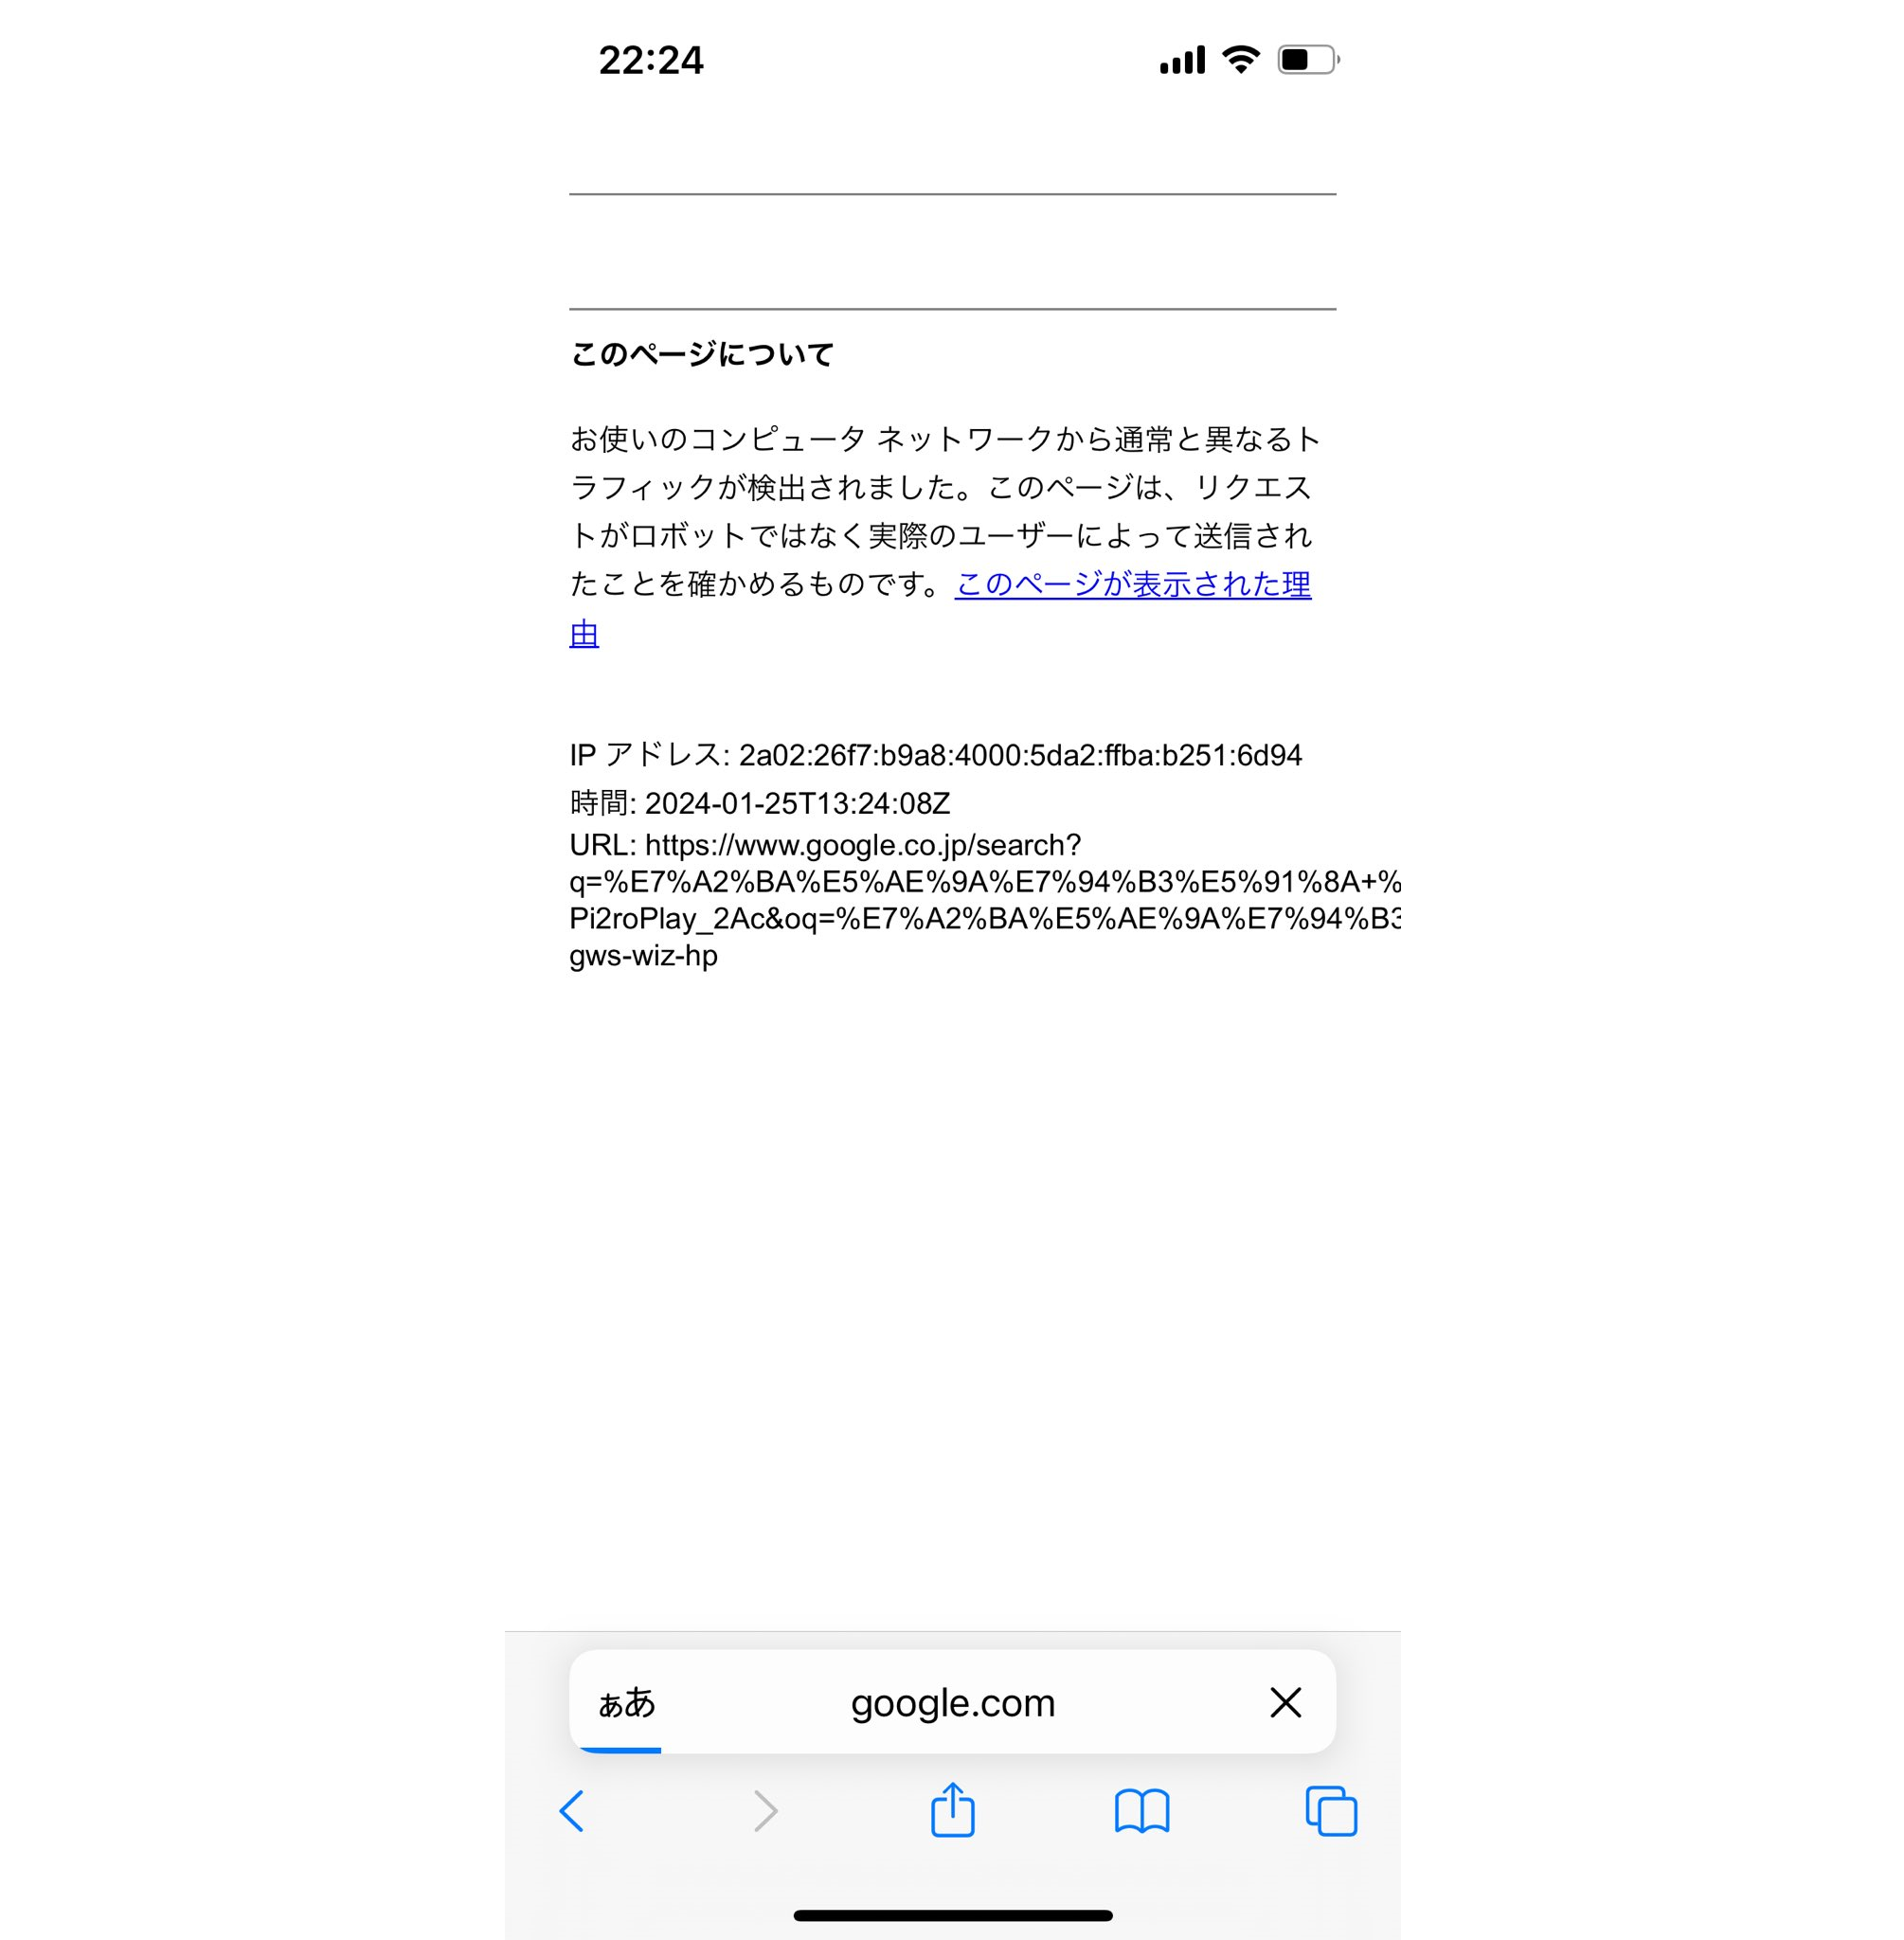 22:24
このページについて
お使いのコンピュータ ネットワークから通常と異なるト
ラフィックが検出されました。このページは、リクエス
トがロボットではなく実際のユーザーによって送信され
たことを確かめるものです。このページが表示された理
由
IP アドレス: 2a02:26f7:b9a8:4000:5da2:ffba:b251:6d94
時間: 2024-01-25T13:24:08Z
URL: https://www.google.co.jp/search?
q=%E7%A2%BA%E5%AE%9A%E7%94%B3%E5%91%8A+%
Pi2roPlay_2Ac&oq=%E7%A2%BA%E5%AE%9A%E7%94%B3
gws-wiz-hp
ぁあ google.com